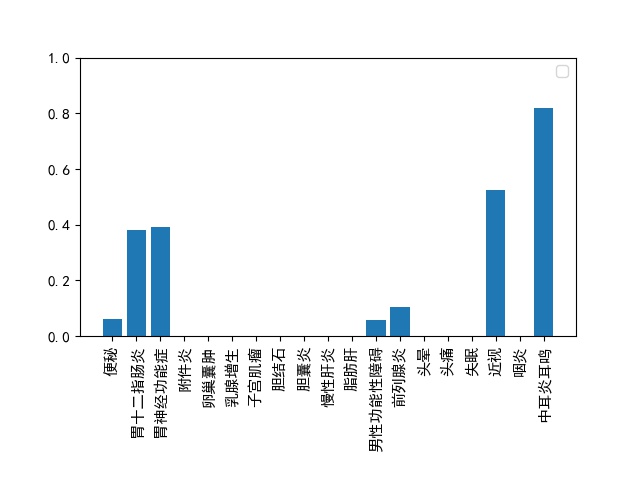 1.0
0.8
0.6
0.4
0.2
0.0
便秘
胃十二指肠炎
胃神经功能症
附件炎
卵巢囊肿
乳腺增生
子宫肌瘤
胆结石
胆囊炎
慢性肝炎
脂肪肝
男性功能性障碍
前列腺炎
头晕
头痛
失眠
近视
咽炎
中耳炎耳鸣